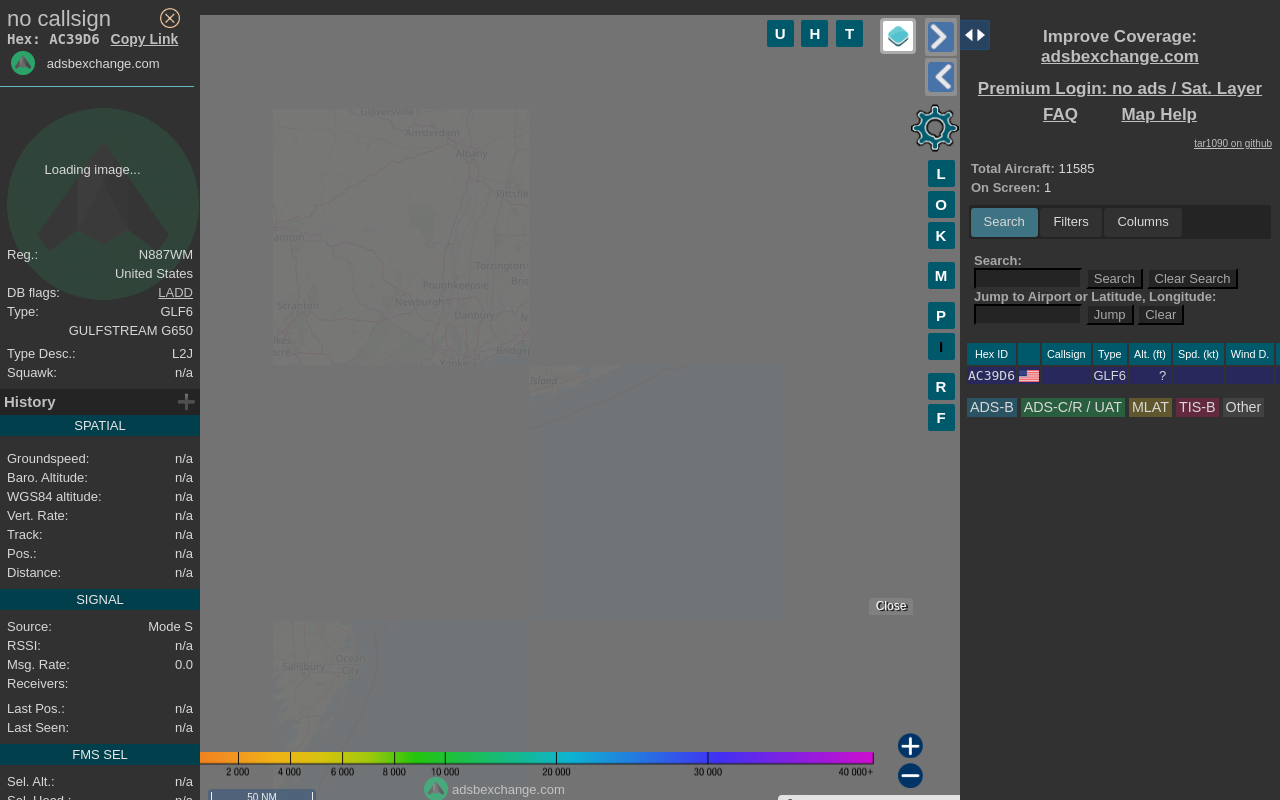 no callsign
Hex: AC39D6 Copy Link
adsbexchange.com
Loading image...
Reg.: N887WM
United States
DB flags: LADD
Type: GLF6
GULFSTREAM G650
Type Desc.: L2J
Squawk: n/a
History
SPATIAL
Groundspeed: n/a
Baro. Altitude: n/a
WGS84 altitude: n/a
Vert. Rate: n/a
Track: n/a
Pos.: n/a
Distance: n/a
SIGNAL
Source: Mode S
RSSI: n/a
Msg. Rate: 0.0
Receivers:
Last Pos.: n/a
Last Seen: n/a
FMS SEL
Sel. Alt.: n/a
Sel. Head.: n/a
U H T
L
O
K
M
P
I
R
F
Gloversville
Amsterdam
Albany
Pittsfie
amton
Torrington
Bris
Poughkeepsie
Scranton
Newburgh
Danbury
lkes
arre
Yonkers
Bridgep
Island
Close
Salisbury
Ocean
City
2 000 4 000 6 000 8 000 10 000 20 000 30 000 40 000+
adsbexchange.com
50 NM
Improve Coverage:
adsbexchange.com
Premium Login: no ads / Sat. Layer
FAQ Map Help
tar1090 on github
Total Aircraft: 11585
On Screen: 1
Search Filters Columns
Search:
Search Clear Search
Jump to Airport or Latitude, Longitude:
Jump Clear
Hex ID Callsign Type Alt. (ft) Spd. (kt) Wind D.
AC39D6 GLF6 ?
ADS-B ADS-C/R / UAT MLAT TIS-B Other